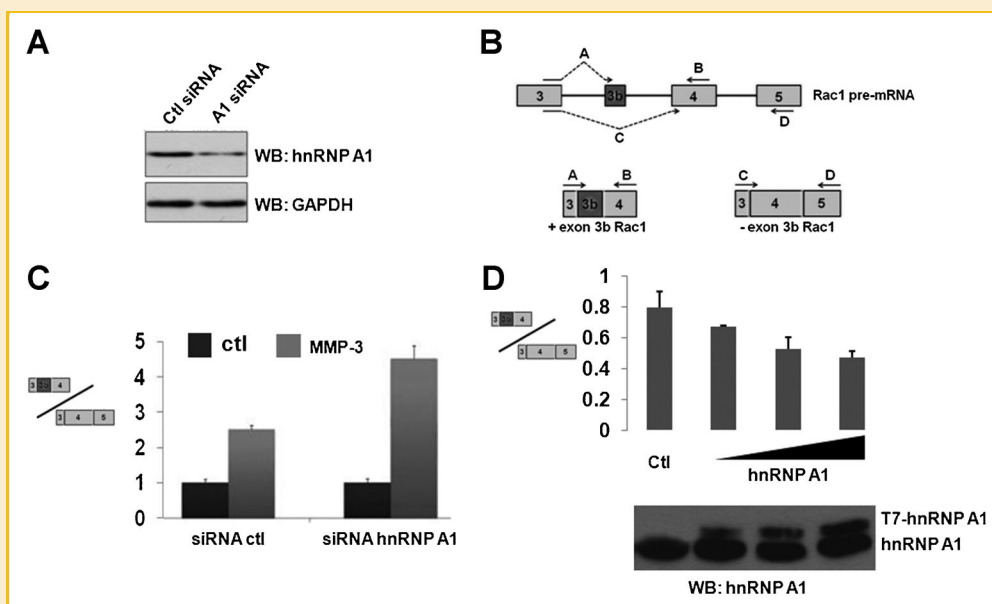 A
Ctl siRNA
A1 siRNA
WB: hnRNP A1
WB: GAPDH
B
A
B
3
3b
4
5
Rac1 pre-mRNA
C
D
A
B
3
3b
4
+ exon 3b Rac1
C
D
3
4
5
- exon 3b Rac1
C
3
3b
4
3
4
5
5
4
3
2
1
0
ctl
MMP-3
siRNA ctl
siRNA hnRNP A1
D
3
3b
4
3
4
5
1
0.8
0.6
0.4
0.2
0
Ctl
hnRNP A1
T7-hnRNP A1
hnRNP A1
WB: hnRNP A1